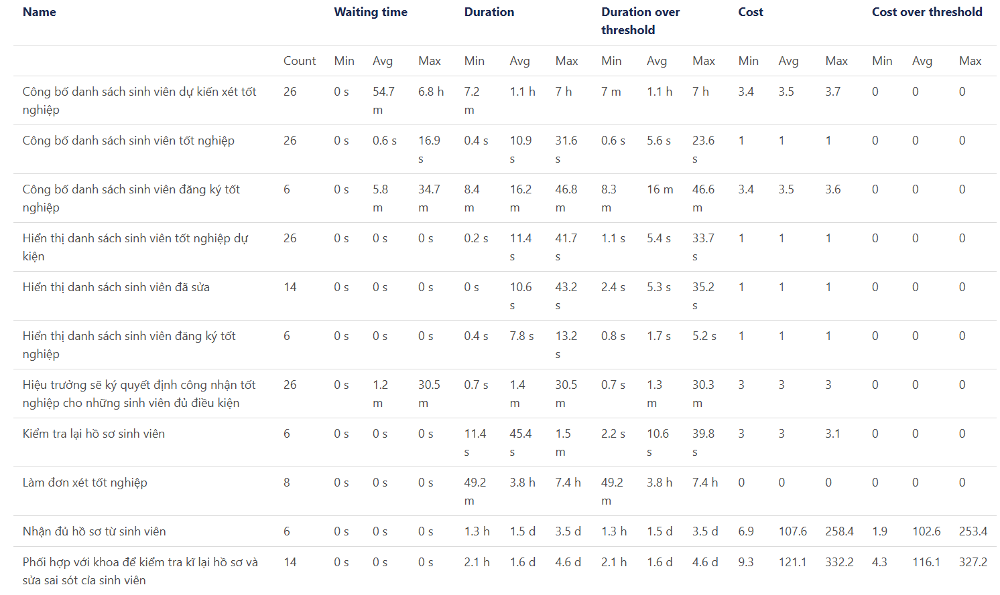 Name Waiting time Duration Duration over threshold Cost Cost over threshold
Count Min Avg Max Min Avg Max Min Avg Max Min Avg Max Min Avg Max
Công bố danh sách sinh viên dự kiến xét tốt nghiệp 26 0 s 54.7 m 6.8 h 7.2 m 1.1 h 7 h 7 m 1.1 h 7 h 3.4 3.5 3.7 0 0 0
Công bố danh sách sinh viên tốt nghiệp 26 0 s 0.6 s 16.9 s 0.4 s 10.9 s 31.6 s 0.6 s 5.6 s 23.6 s 1 1 1 0 0 0
Công bố danh sách sinh viên đăng ký tốt nghiệp 6 0 s 5.8 m 34.7 m 8.4 m 16.2 m 46.8 m 8.3 m 16 m 46.6 m 3.4 3.5 3.6 0 0 0
Hiển thị danh sách sinh viên tốt nghiệp dự kiện 26 0 s 0 s 0 s 0.2 s 11.4 s 41.7 s 1.1 s 5.4 s 33.7 s 1 1 1 0 0 0
Hiển thị danh sách sinh viên đã sửa 14 0 s 0 s 0 s 0 s 10.6 s 43.2 s 2.4 s 5.3 s 35.2 s 1 1 1 0 0 0
Hiển thị danh sách sinh viên đăng ký tốt nghiệp 6 0 s 0 s 0 s 0.4 s 7.8 s 13.2 s 0.8 s 1.7 s 5.2 s 1 1 1 0 0 0
Hiệu trưởng sẽ ký quyết định công nhận tốt nghiệp cho những sinh viên đủ điều kiện 26 0 s 1.2 m 30.5 m 0.7 s 1.4 m 30.5 m 0.7 s 1.3 m 30.3 m 3 3 3 0 0 0
Kiểm tra lại hồ sơ sinh viên 6 0 s 0 s 0 s 11.4 s 45.4 s 1.5 m 2.2 s 10.6 s 39.8 s 3 3 3.1 0 0 0
Làm đơn xét tốt nghiệp 8 0 s 0 s 0 s 49.2 m 3.8 h 7.4 h 49.2 m 3.8 h 7.4 h 0 0 0 0 0 0
Nhận đủ hồ sơ từ sinh viên 6 0 s 0 s 0 s 1.3 h 1.5 d 3.5 d 1.3 h 1.5 d 3.5 d 6.9 107.6 258.4 1.9 102.6 253.4
Phối hợp với khoa để kiểm tra kĩ lại hồ sơ và sửa sai sót cỉa sinh viên 14 0 s 0 s 0 s 2.1 h 1.6 d 4.6 d 2.1 h 1.6 d 4.6 d 9.3 121.1 332.2 4.3 116.1 327.2